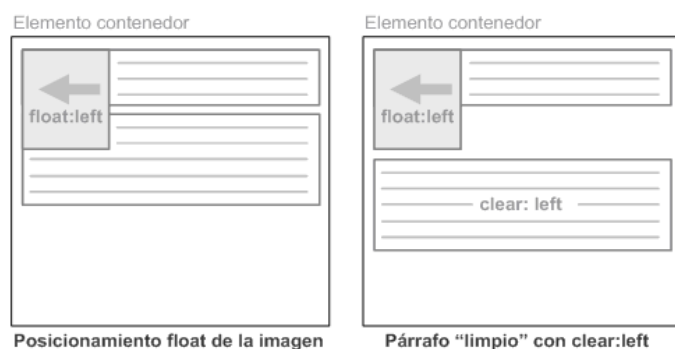 Elemento contenedor
float:left
Posicionamiento float de la imagen
Elemento contenedor
float:left
clear: left
Párrafo “limpio” con clear:left